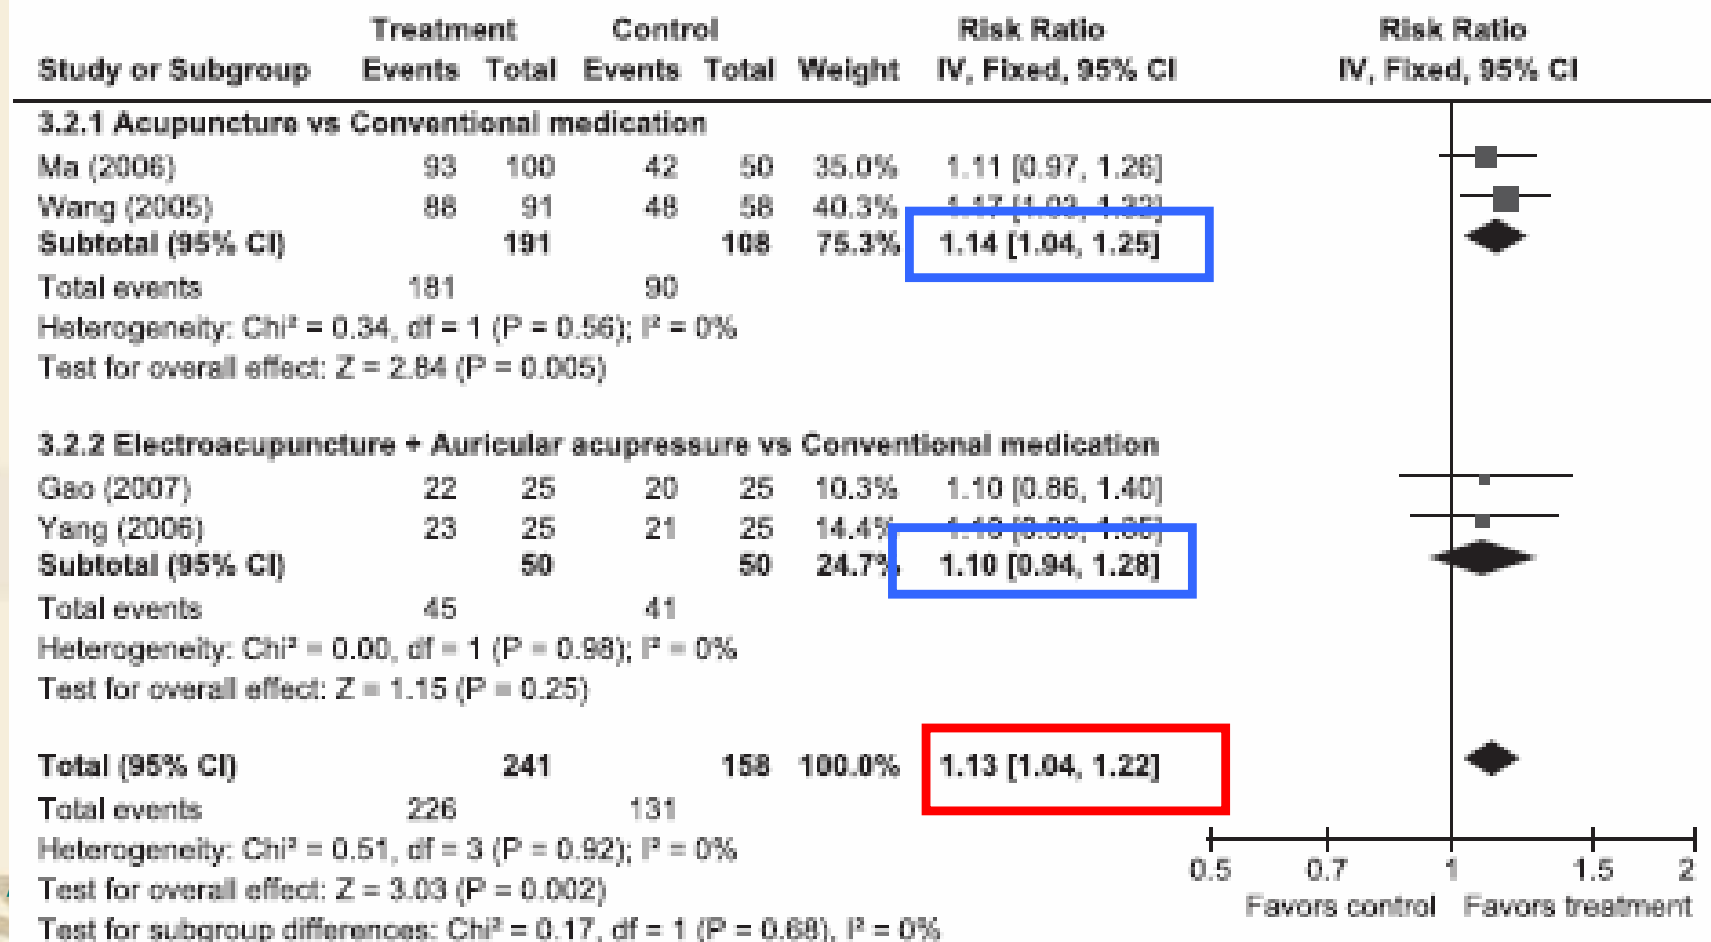 Treatment Control Risk Ratio Risk Ratio
Study or Subgroup Events Total Events Total Weight IV, Fixed, 95% CI IV, Fixed, 95% CI
3.2.1 Acupuncture vs Conventional medication
Ma (2006) 93 100 42 50 35.0% 1.11 [0.97, 1.26]
Wang (2005) 88 91 48 58 40.3% 1.17 [1.03, 1.32]
Subtotal (95% CI) 191 108 75.3% 1.14 [1.04, 1.25]
Total events 181 90
Heterogeneity: Chi² = 0.34, df = 1 (P = 0.56); I² = 0%
Test for overall effect: Z = 2.84 (P = 0.005)
3.2.2 Electroacupuncture + Auricular acupressure vs Conventional medication
Gao (2007) 22 25 20 25 10.3% 1.10 [0.86, 1.40]
Yang (2006) 23 25 21 25 14.4%
Subtotal (95% CI) 50 50 24.7% 1.10 [0.94, 1.28]
Total events 45 41
Heterogeneity: Chi² = 0.00, df = 1 (P = 0.98); I² = 0%
Test for overall effect: Z = 1.15 (P = 0.25)
Total (95% CI) 241 158 100.0% 1.13 [1.04, 1.22]
Total events 226 131
Heterogeneity: Chi² = 0.51, df = 3 (P = 0.92); I² = 0%
Test for overall effect: Z = 3.03 (P = 0.002)
Test for subgroup differences: Chi² = 0.17, df = 1 (P = 0.68), I² = 0%
0.5 0.7 1 1.5 2
Favors control Favors treatment